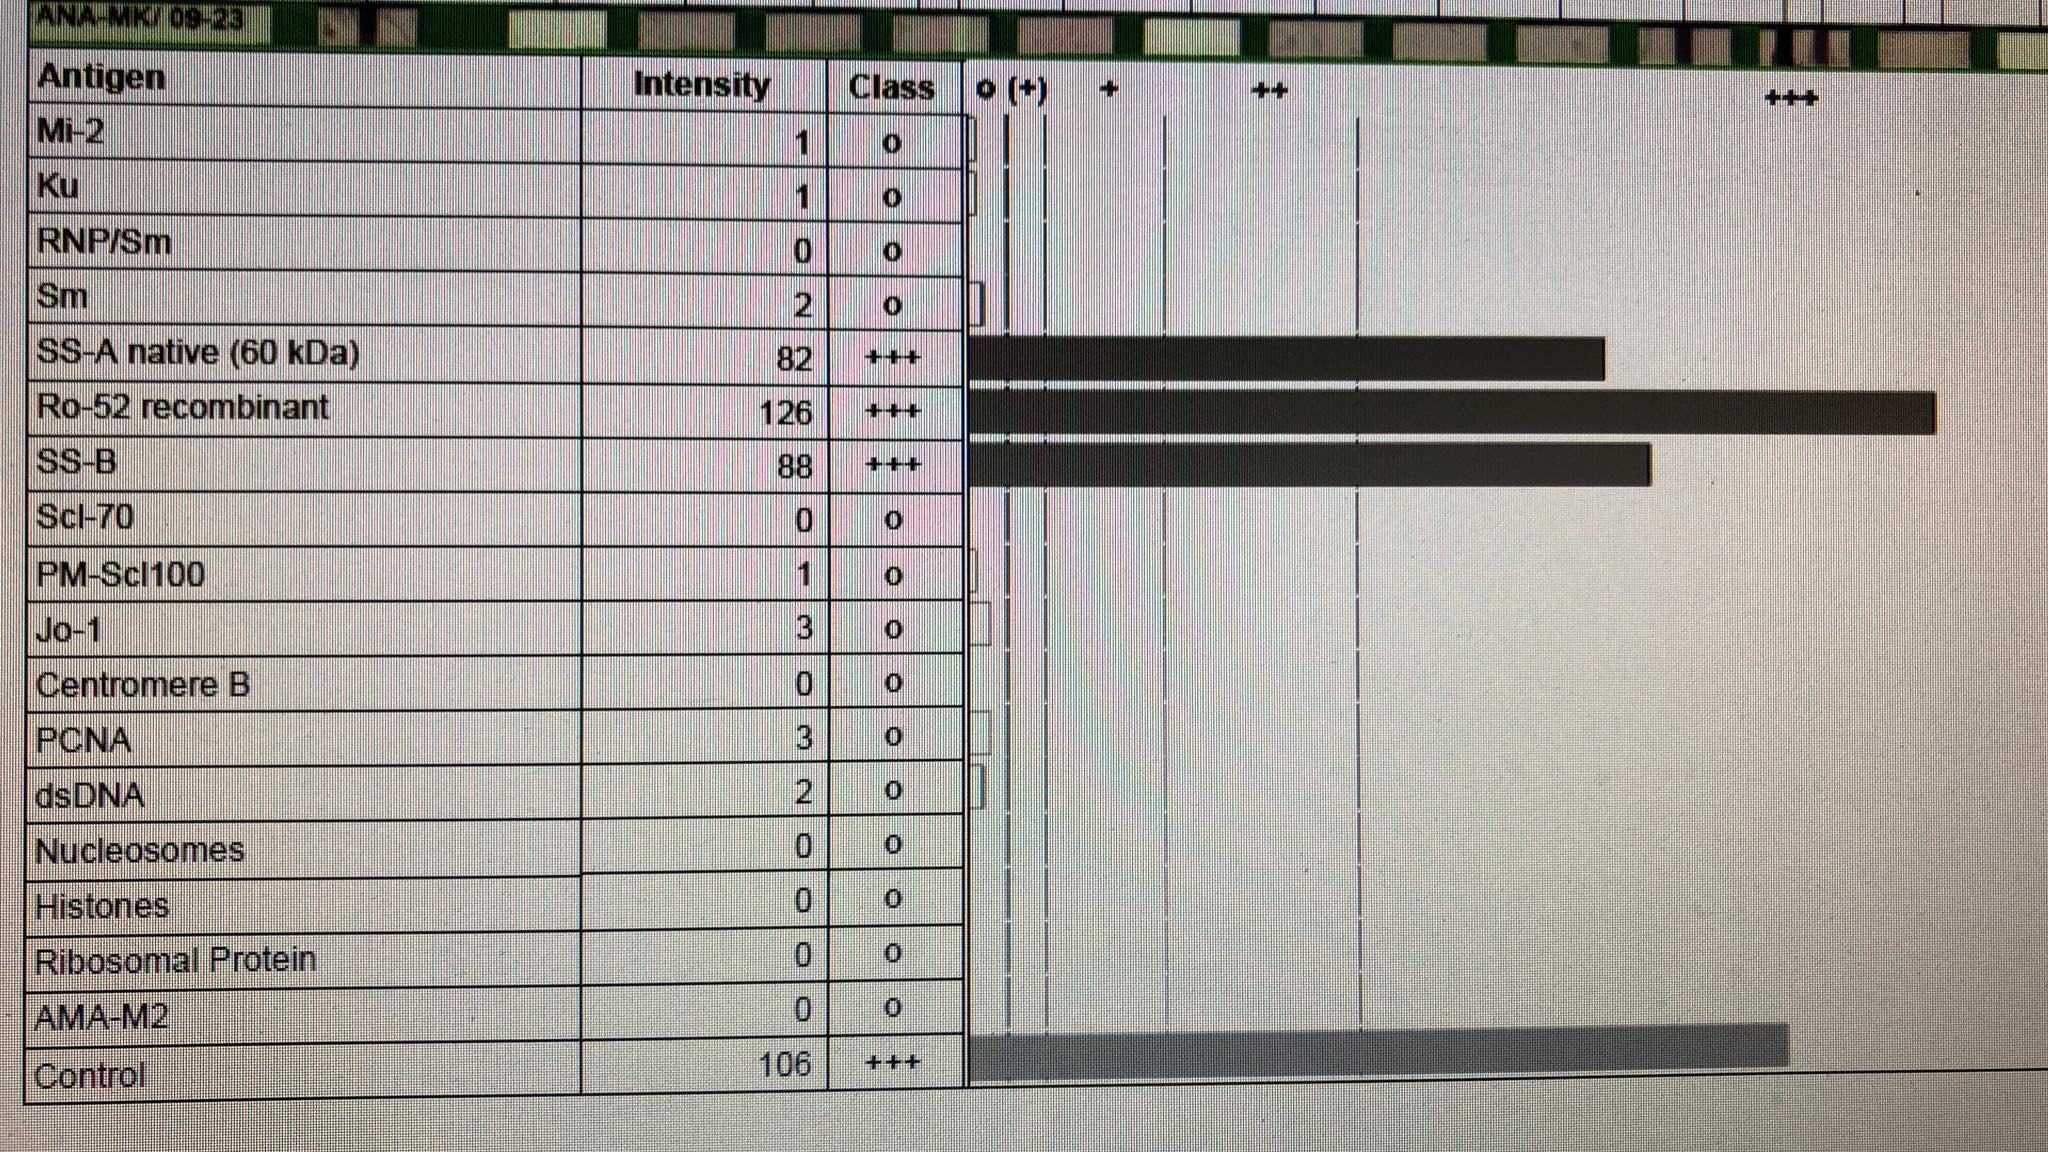 ANA-MK/ 09-23
Antigen Intensity Class o (+) + ++ +++
Mi-2 1 o
Ku 1 o
RNP/Sm 0 o
Sm 2 o
SS-A native (60 kDa) 82 +++
Ro-52 recombinant 126 +++
SS-B 88 +++
Scl-70 0 o
PM-Scl100 1 o
Jo-1 3 o
Centromere B 0 o
PCNA 3 o
dsDNA 2 o
Nucleosomes 0 o
Histones 0 o
Ribosomal Protein 0 o
AMA-M2 0 o
Control 106 +++